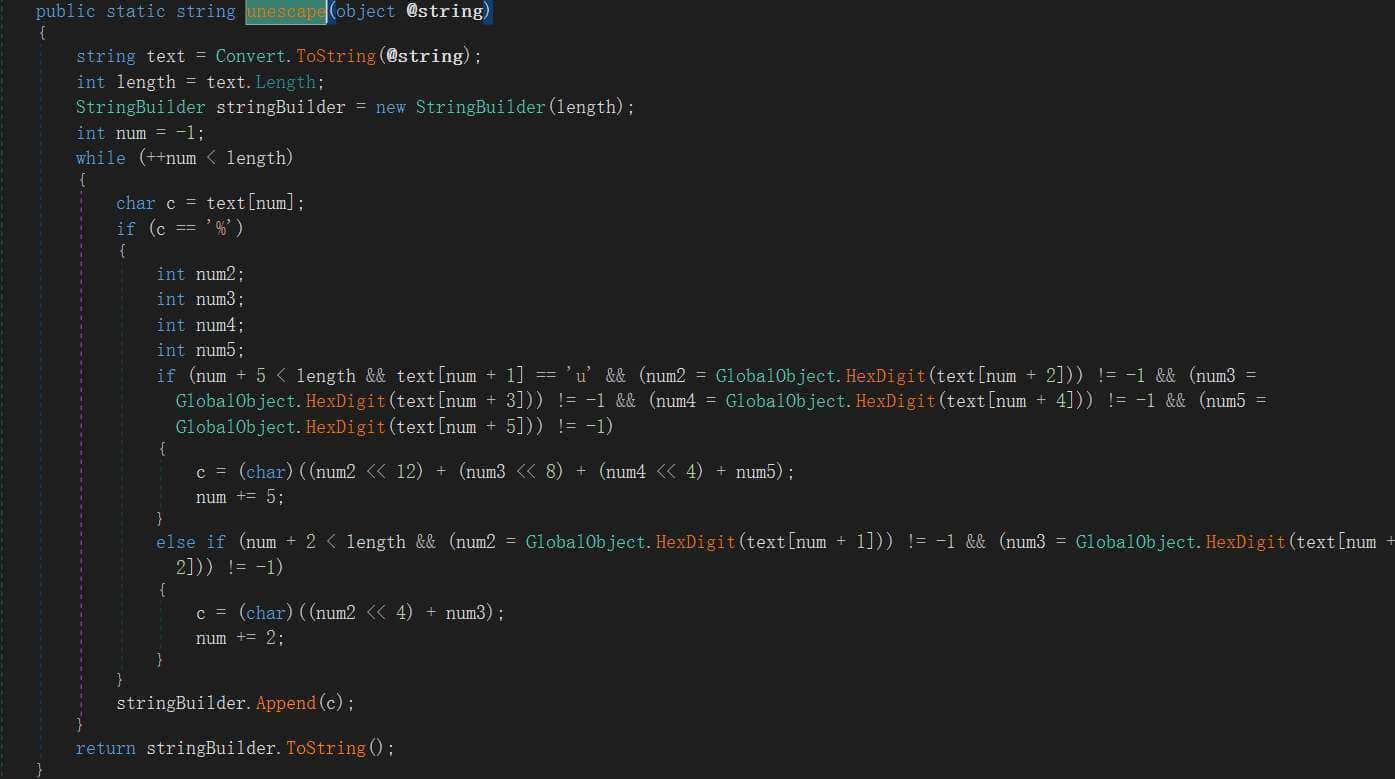 public static string unescape(object @string)
{
string text = Convert.ToString(@string);
int length = text.Length;
StringBuilder stringBuilder = new StringBuilder(length);
int num = -1;
while (++num < length)
{
char c = text[num];
if (c == '%')
{
int num2;
int num3;
int num4;
int num5;
if (num + 5 < length && text[num + 1] == 'u' && (num2 = GlobalObject.HexDigit(text[num + 2])) != -1 && (num3 =
GlobalObject.HexDigit(text[num + 3])) != -1 && (num4 = GlobalObject.HexDigit(text[num + 4])) != -1 && (num5 =
GlobalObject.HexDigit(text[num + 5])) != -1)
{
c = (char)((num2 << 12) + (num3 << 8) + (num4 << 4) + num5);
num += 5;
}
else if (num + 2 < length && (num2 = GlobalObject.HexDigit(text[num + 1])) != -1 && (num3 = GlobalObject.HexDigit(text[num +
2])) != -1)
{
c = (char)((num2 << 4) + num3);
num += 2;
}
}
stringBuilder.Append(c);
}
return stringBuilder.ToString();
}